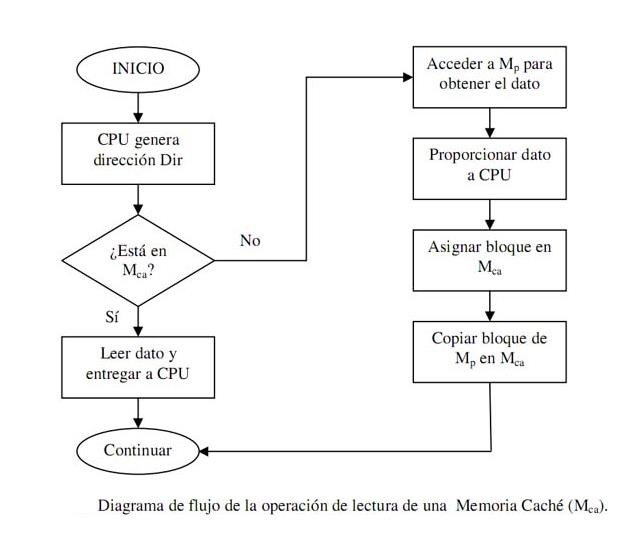 INICIO
CPU genera
dirección Dir
¿Está en
Mca?
No
Sí
Leer dato y
entregar a CPU
Continuar
Acceder a Mp para
obtener el dato
Proporcionar dato
a CPU
Asignar bloque en
Mca
Copiar bloque de
Mp en Mca
Diagrama de flujo de la operación de lectura de una Memoria Caché (Mca).